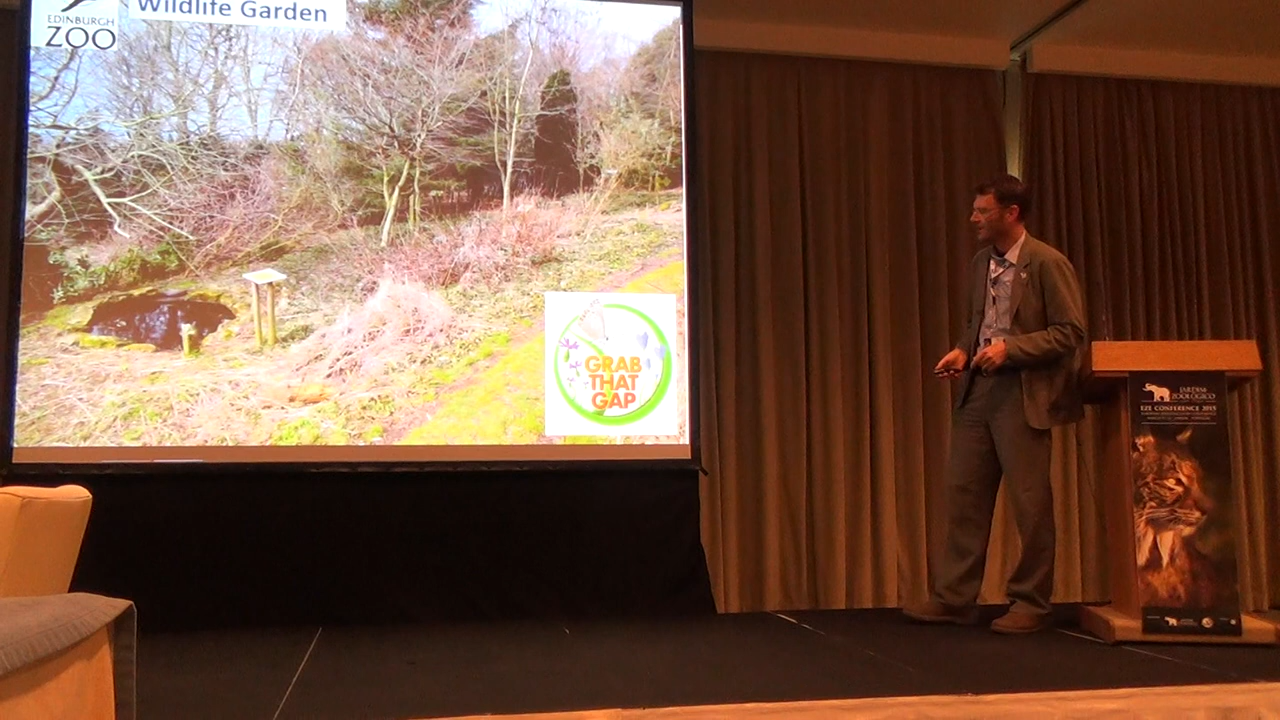 EDINBURGH
ZOO
Wildlife Garden
GRAB
THAT
GAP
JARDIM
ZOOLÓGICO
EZE CONFERENCE 2015